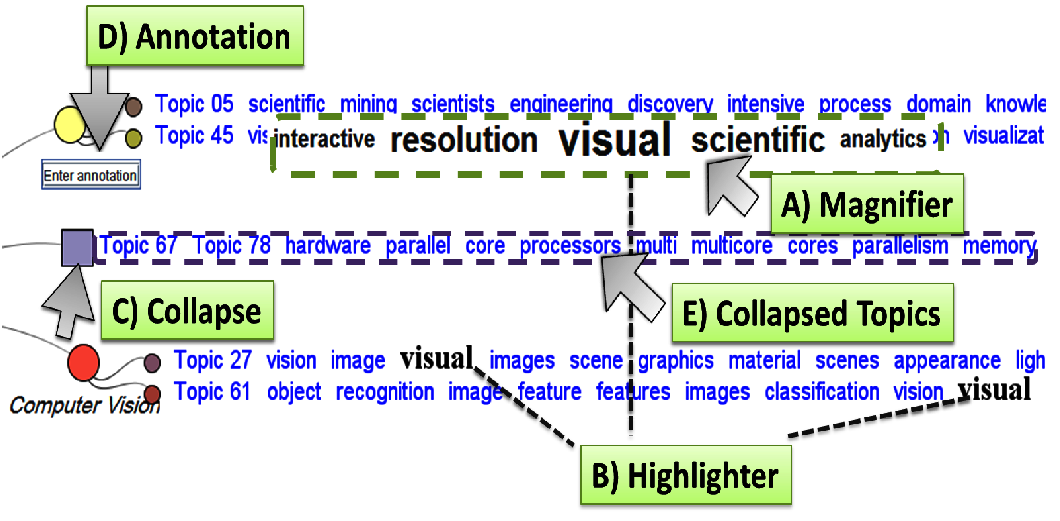 D) Annotation
Topic 05 scientific mining scientists engineering discovery intensive process domain knowle
Topic 45 vis interactive resolution visual scientific analytics n visualizat
Enter annotation
A) Magnifier
Topic 67 Topic 78 hardware parallel core processors multi multicore cores parallelism memory
C) Collapse
E) Collapsed Topics
Topic 27 vision image visual images scene graphics material scenes appearance ligh
Topic 61 object recognition image feature features images classification vision visual
Computer Vision
B) Highlighter